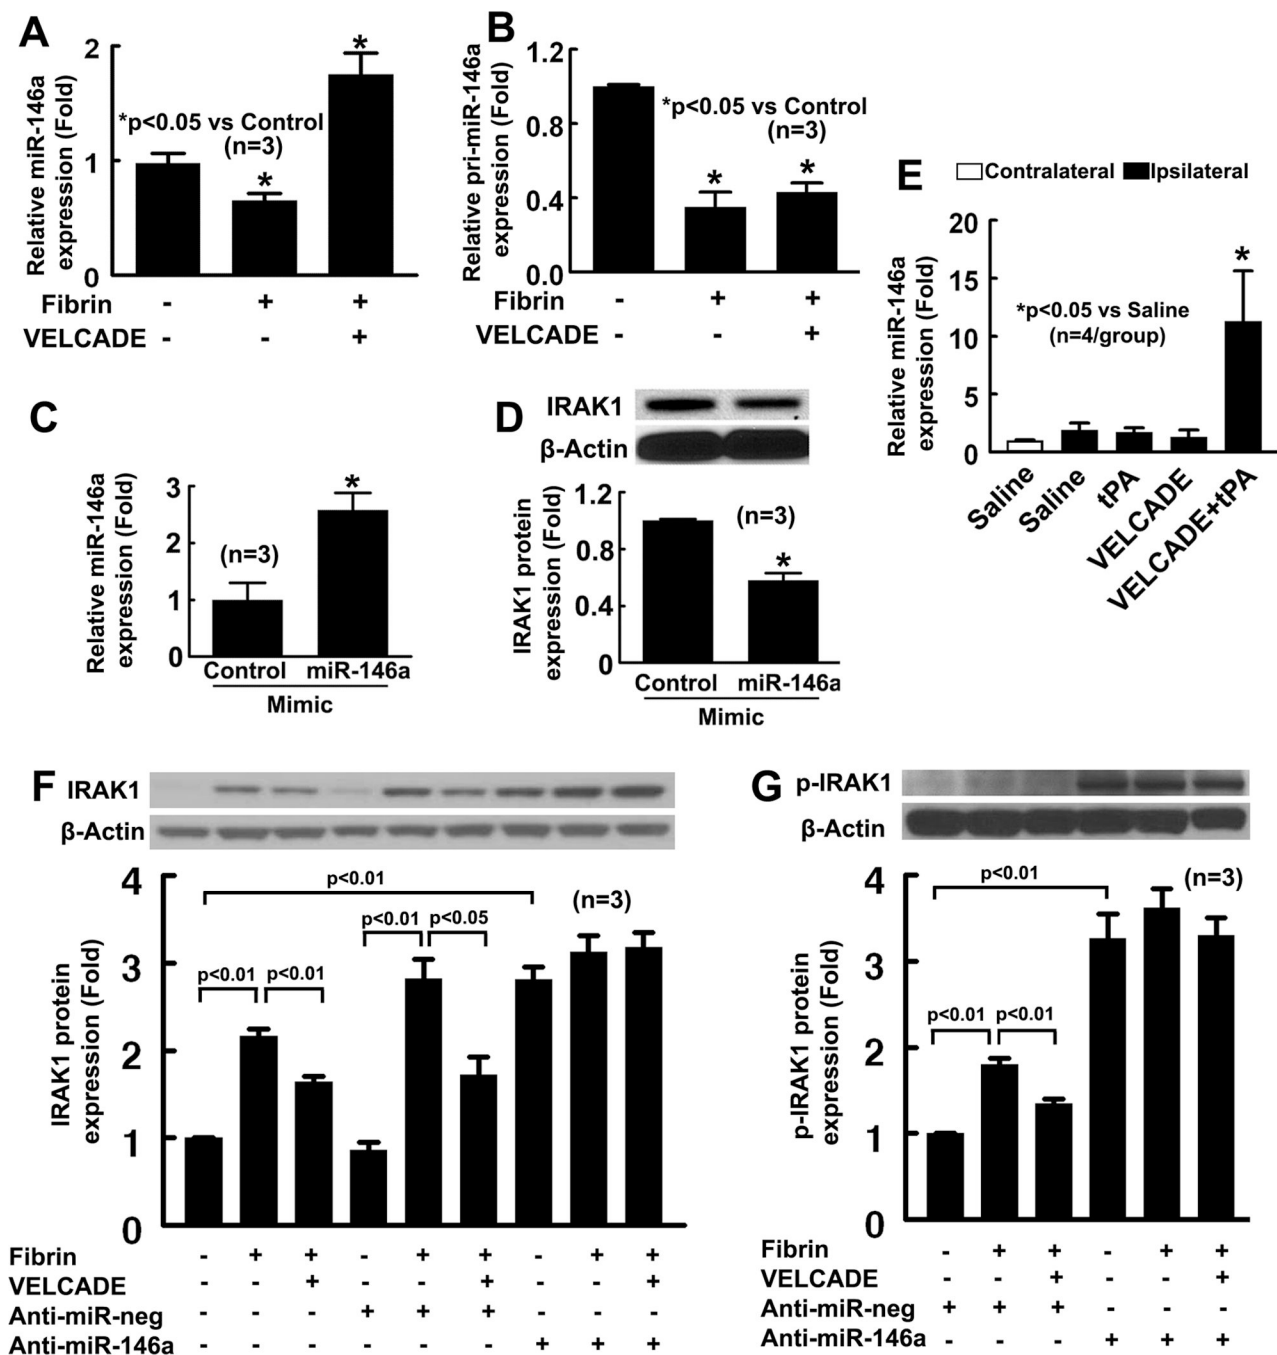 A
Relative miR-146a
expression (Fold)
2
1
0
*p<0.05 vs Control
(n=3)
*
*
Fibrin - + +
VELCADE - - +
B
Relative pri-miR-146a
expression (Fold)
1.2
0.8
0.4
0.0
*p<0.05 vs Control
(n=3)
*
*
Fibrin - + +
VELCADE - - +
E
Contralateral Ipsilateral
Relative miR-146a
expression (Fold)
20
15
10
5
0
*p<0.05 vs Saline
(n=4/group)
*
Saline
Saline
tPA
VELCADE
VELCADE+tPA
C
Relative miR-146a
expression (Fold)
3
2
1
0
(n=3)
*
Control miR-146a
Mimic
D
IRAK1
β-Actin
IRAK1 protein
expression (Fold)
1.2
0.8
0.4
0
(n=3)
*
Control miR-146a
Mimic
F
IRAK1
β-Actin
IRAK1 protein
expression (Fold)
4
3
2
1
0
p<0.01
(n=3)
p<0.01 p<0.05
p<0.01 p<0.01
Fibrin - + + - + + - + +
VELCADE - - + - - + - - +
Anti-miR-neg - - - + + + - - -
Anti-miR-146a - - - - - - + + +
G
p-IRAK1
β-Actin
p-IRAK1 protein
expression (Fold)
4
3
2
1
0
p<0.01
(n=3)
p<0.01 p<0.01
Fibrin - + + - + +
VELCADE - - + - - +
Anti-miR-neg + + + - - -
Anti-miR-146a - - - + + +